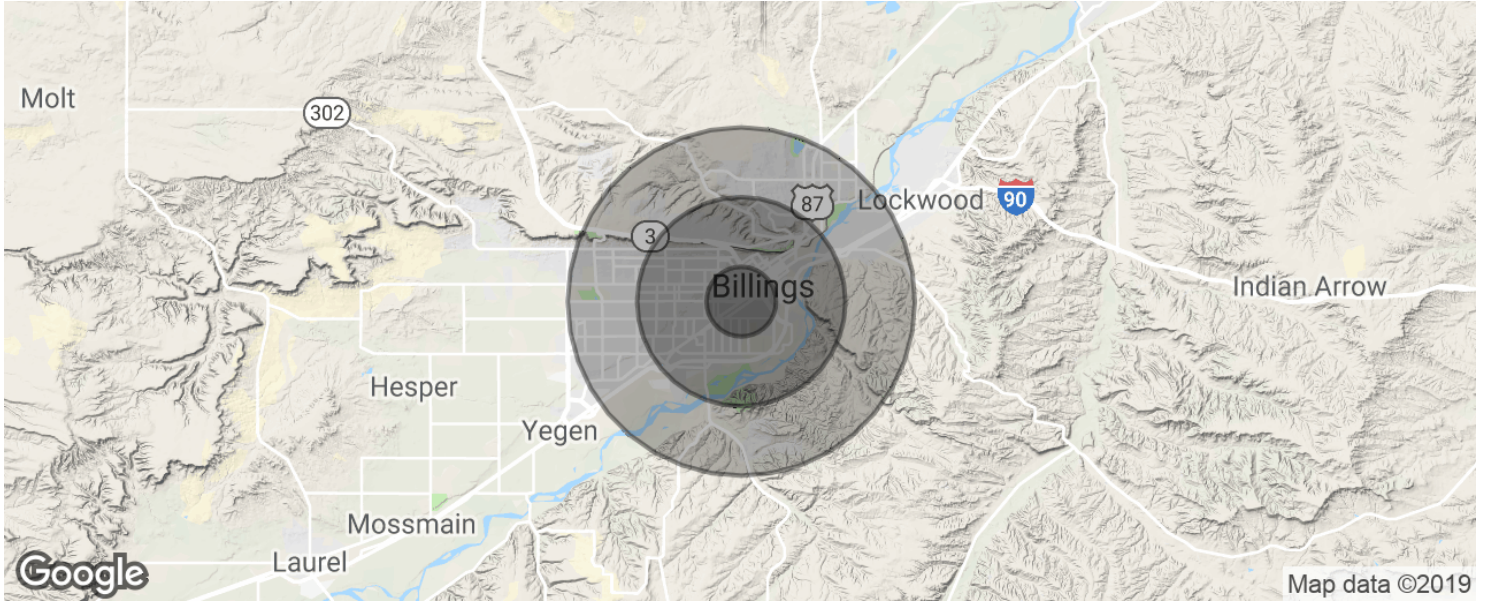 Molt
302
87
Lockwood
90
3
Billings
Indian Arrow
Hesper
Yegen
Mossmain
Laurel
Google
Map data ©2019